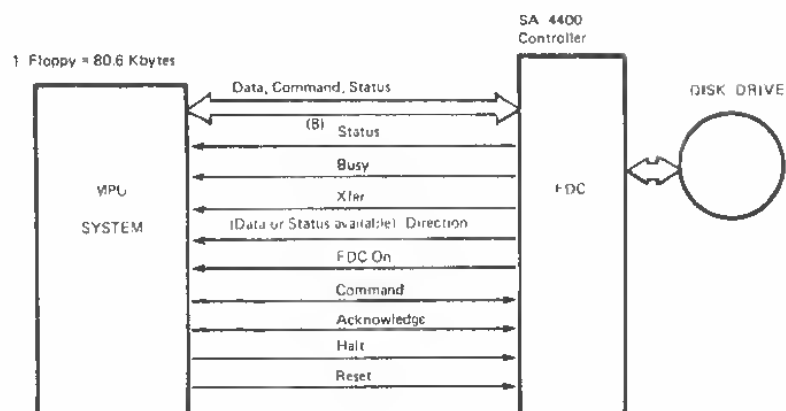 SA 4400
Controller
1 Floppy = 80.6 Kbytes
Data, Command, Status
DISK DRIVE
(8)
Status
Busy
MPU
SYSTEM
FDC
Xfer
(Data or Status available) Direction
FDC On
Command
Acknowledge
Halt
Reset